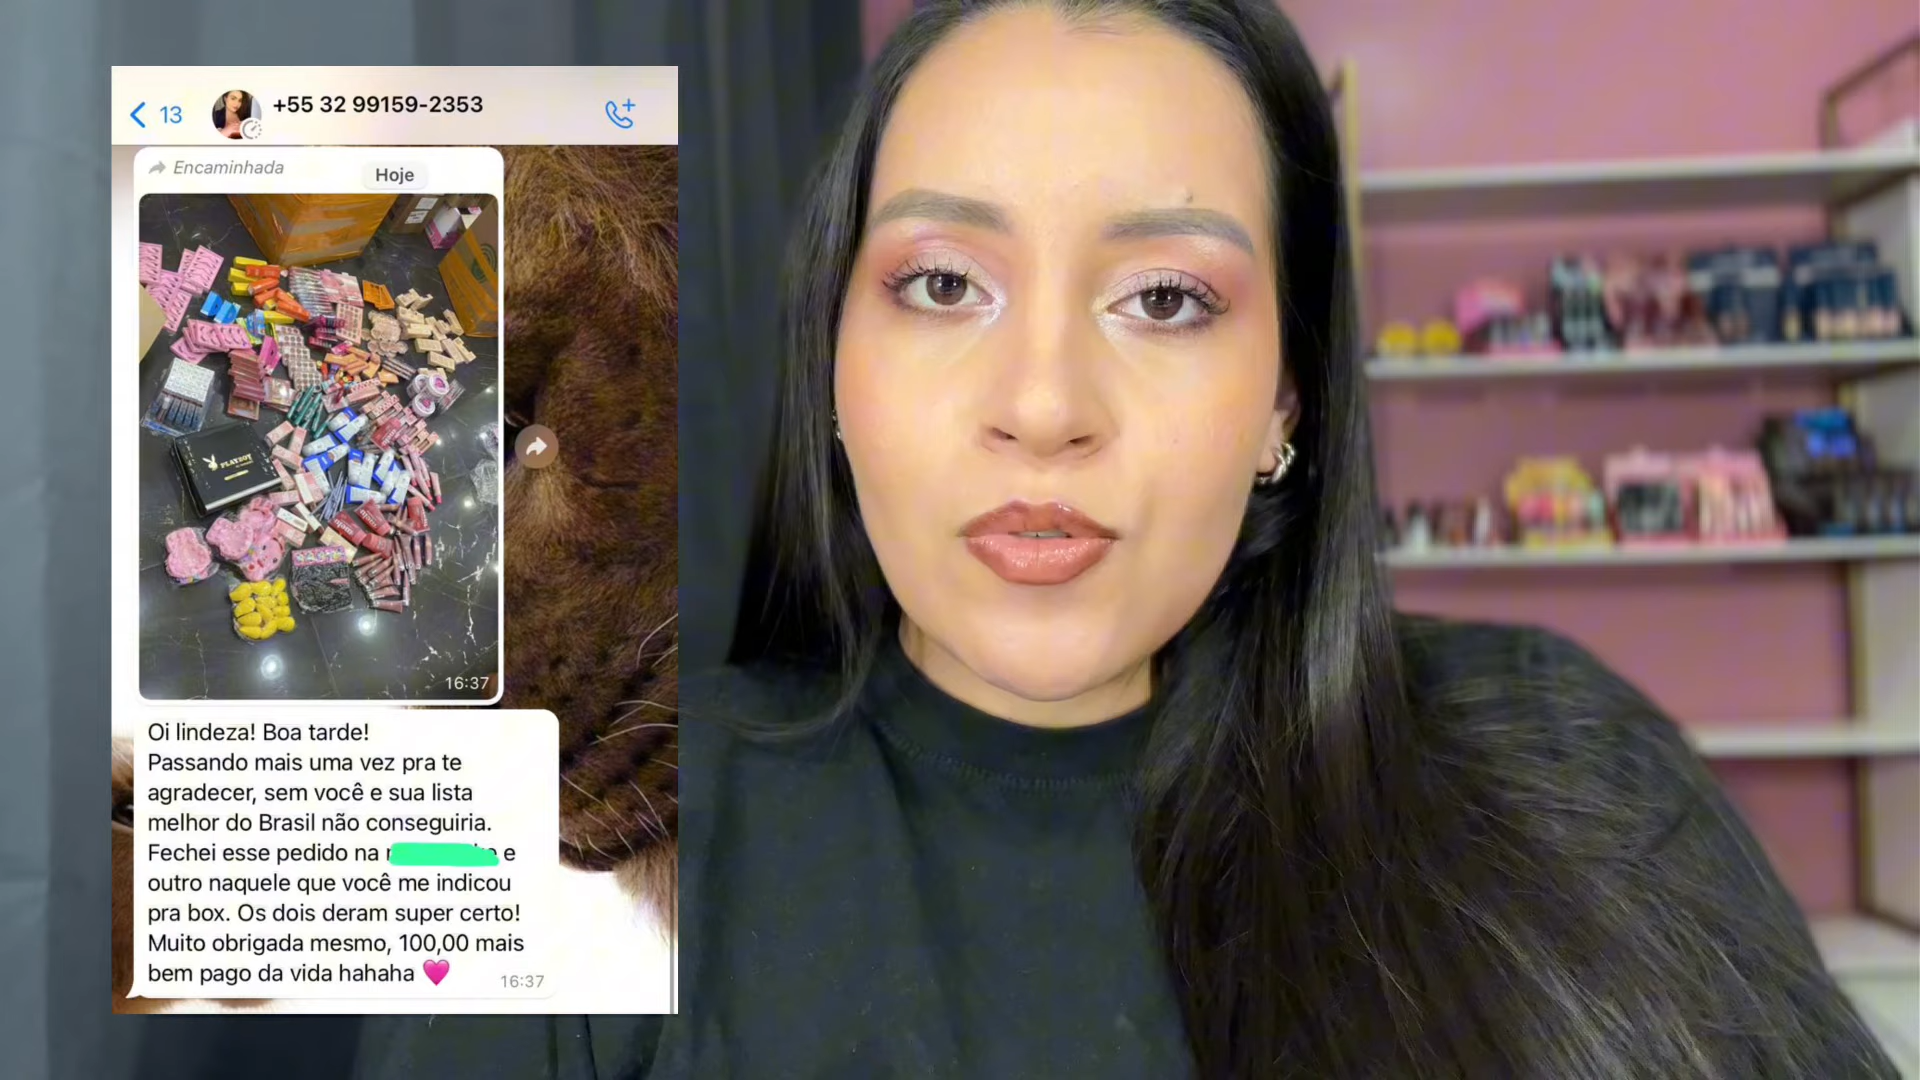 13
+55 32 99159-2353
Encaminhada
Hoje
PLAYBOY
16:37
Oi lindeza! Boa tarde!
Passando mais uma vez pra te
agradecer, sem você e sua lista
melhor do Brasil não conseguiria.
Fechei esse pedido na e
outro naquele que você me indicou
pra box. Os dois deram super certo!
Muito obrigada mesmo, 100,00 mais
bem pago da vida hahaha 🩷
16:37